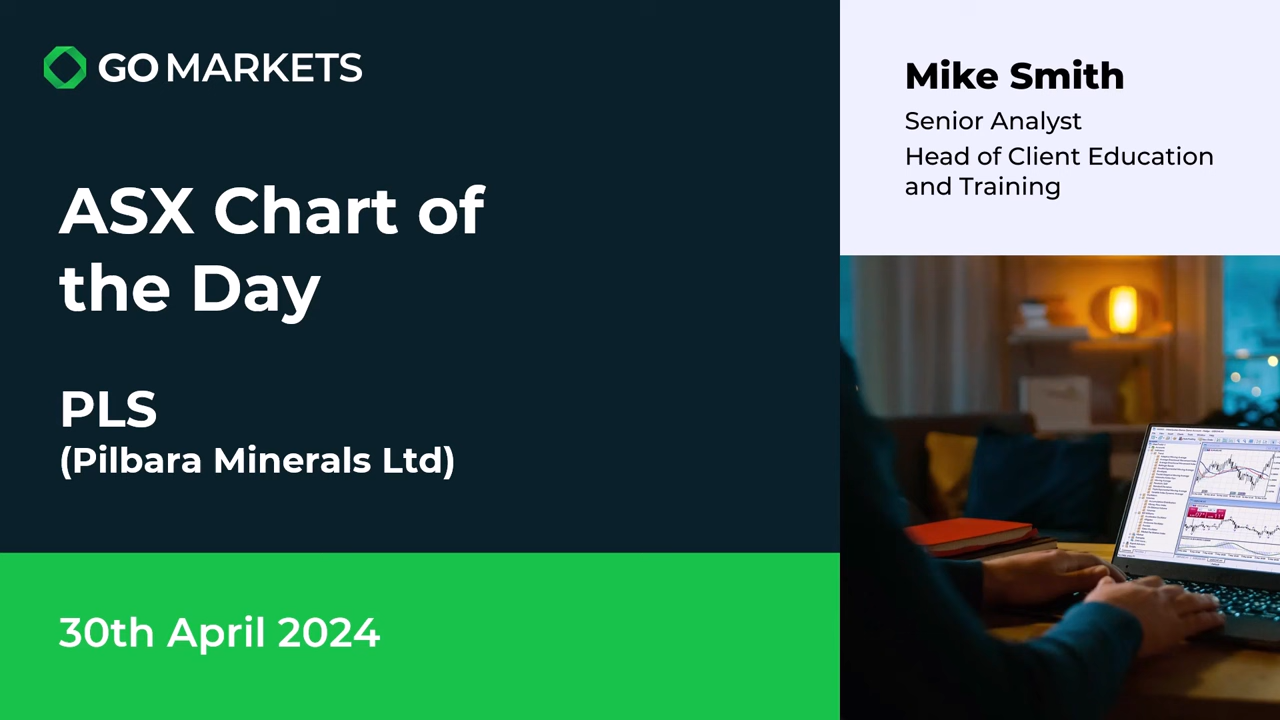 GO MARKETS
ASX Chart of
the Day
PLS
(Pilbara Minerals Ltd)
30th April 2024
Mike Smith
Senior Analyst
Head of Client Education
and Training